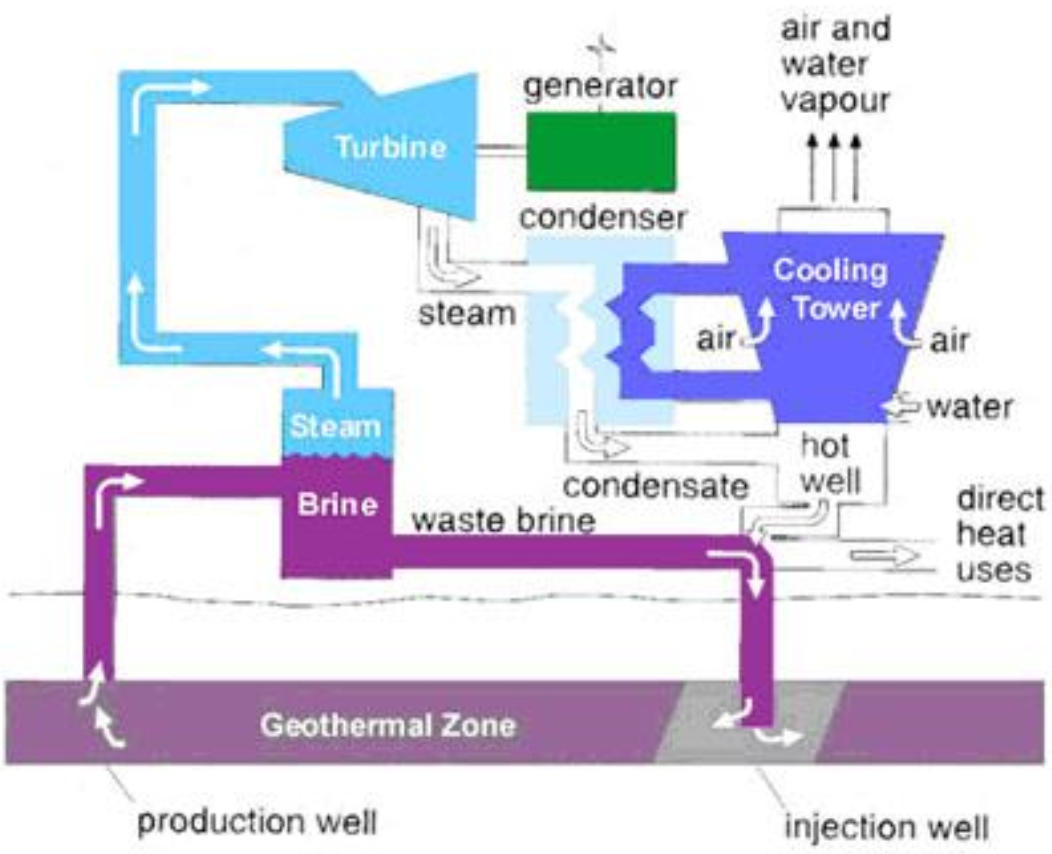 air and
water
vapour
generator
Turbine
condenser
Cooling
Tower
steam
air
air
water
Steam
hot
well
condensate
Brine
waste brine
direct
heat
uses
Geothermal Zone
production well
injection well